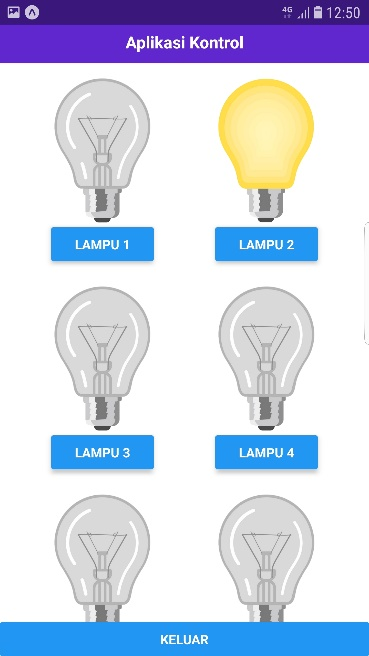 4G 12:50
Aplikasi Kontrol
LAMPU 1
LAMPU 2
LAMPU 3
LAMPU 4
KELUAR